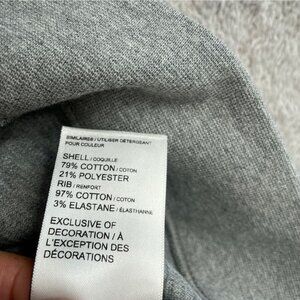 SIMILAIRES / UTILISER DÉTERGENT
POUR COULEUR
SHELL / COQUILLE
79% COTTON / COTON
21% POLYESTER
RIB / RENFORT
97% COTTON / COTON
3% ELASTANE / ÉLASTHANNE
EXCLUSIVE OF
DECORATION / À
L'EXCEPTION DES
DÉCORATIONS